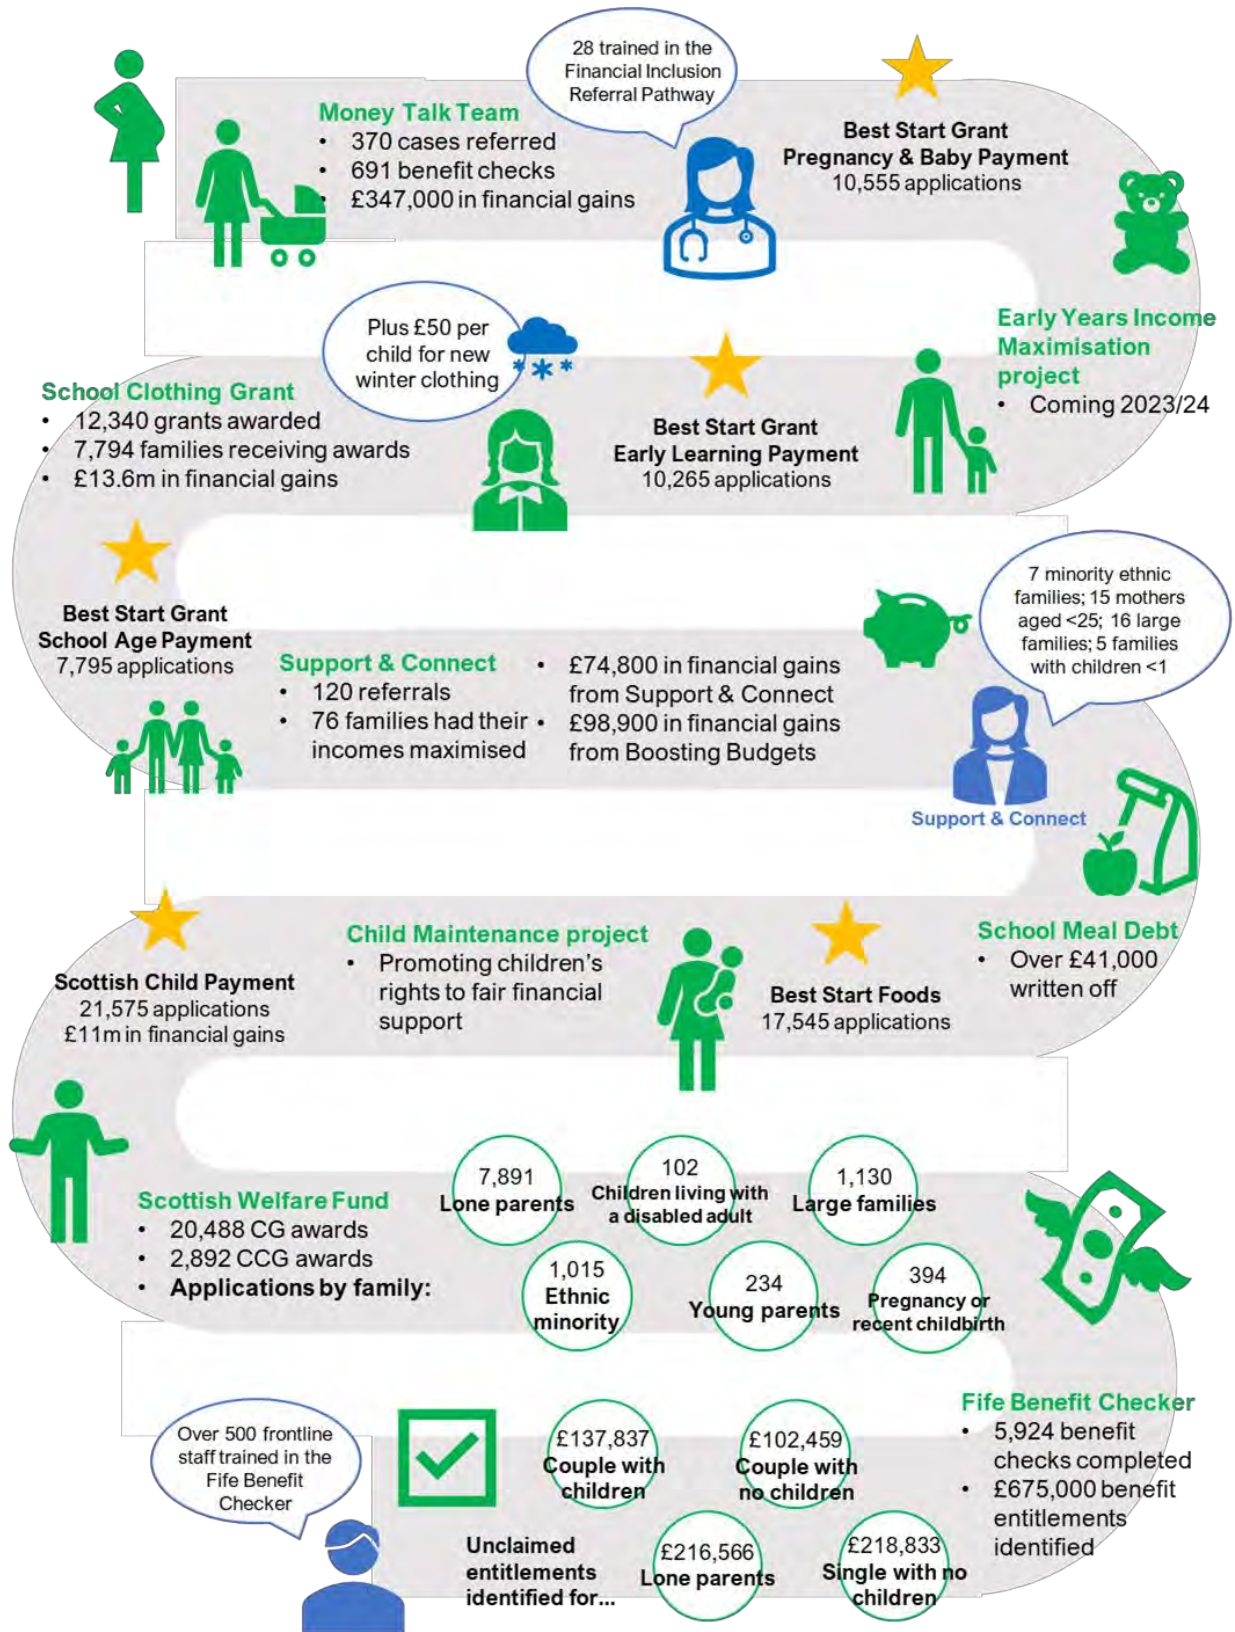 28 trained in the
Financial Inclusion
Referral Pathway
Money Talk Team
• 370 cases referred
• 691 benefit checks
• £347,000 in financial gains
Best Start Grant
Pregnancy & Baby Payment
10,555 applications
Early Years Income
Maximisation
project
• Coming 2023/24
Best Start Grant
Early Learning Payment
10,265 applications
Plus £50 per
child for new
winter clothing
School Clothing Grant
• 12,340 grants awarded
• 7,794 families receiving awards
• £13.6m in financial gains
Best Start Grant
School Age Payment
7,795 applications
Support & Connect
• 120 referrals
• 76 families had their
incomes maximised
• £74,800 in financial gains
from Support & Connect
• £98,900 in financial gains
from Boosting Budgets
7 minority ethnic
families; 15 mothers
aged <25; 16 large
families; 5 families
with children <1
Support & Connect
School Meal Debt
• Over £41,000
written off
Best Start Foods
17,545 applications
Child Maintenance project
• Promoting children's
rights to fair financial
support
Scottish Child Payment
21,575 applications
£11m in financial gains
Scottish Welfare Fund
• 20,488 CG awards
• 2,892 CCG awards
• Applications by family:
7,891
Lone parents
102
Children living with
a disabled adult
1,130
Large families
1,015
Ethnic
minority
234
Young parents
394
Pregnancy or
recent childbirth
Fife Benefit Checker
• 5,924 benefit
checks completed
• £675,000 benefit
entitlements
identified
Over 500 frontline
staff trained in the
Fife Benefit
Checker
Unclaimed
entitlements
identified for...
£137,837
Couple with
children
£102,459
Couple with
no children
£216,566
Lone parents
£218,833
Single with no
children